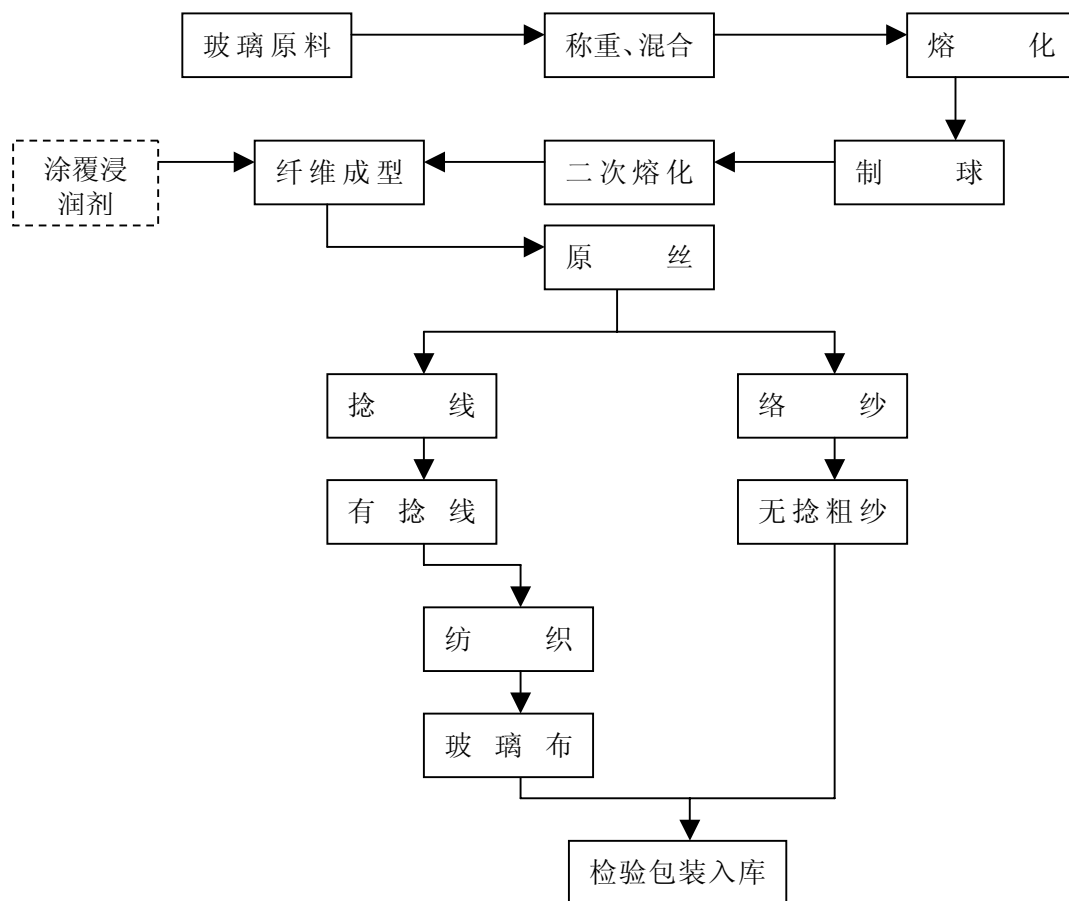 玻璃原料
称重、混合
熔化
涂覆浸
润剂
纤维成型
二次熔化
制球
原丝
捻线
络纱
有捻线
无捻粗纱
纺织
玻璃布
检验包装入库